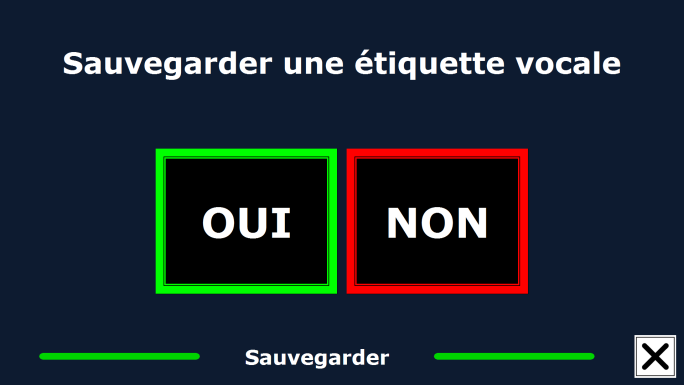 Sauvegarder une étiquette vocale
OUI
NON
Sauvegarder